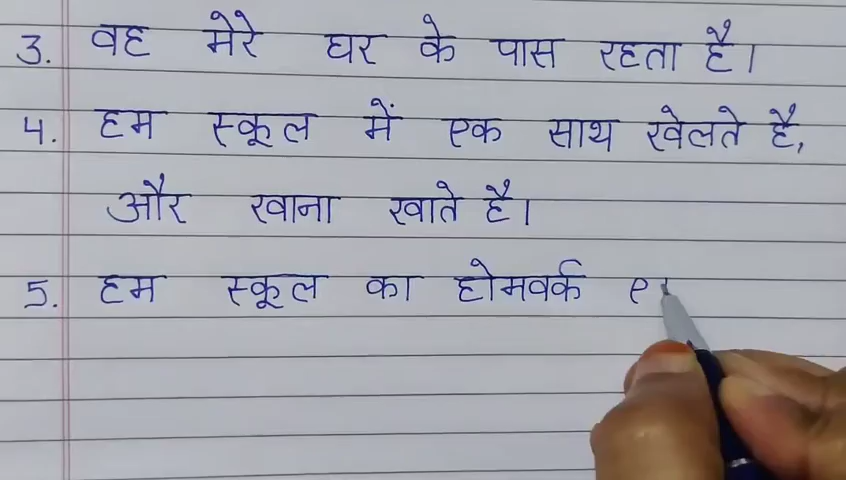 3. वह मेरे घर के पास रहता है।
4. हम स्कूल में एक साथ खेलते है,
और खाना खाते है।
5. हम स्कूल का होमवर्क